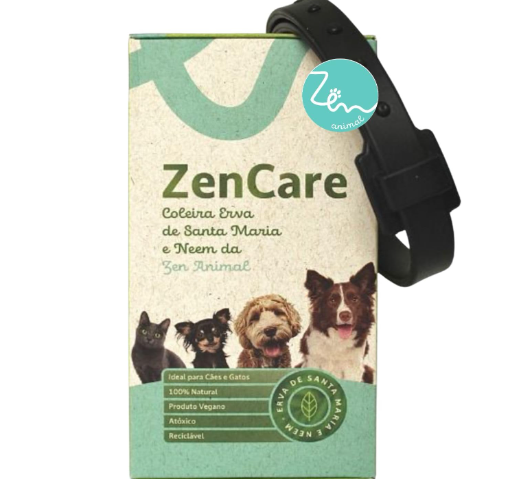 Zen
animal
ZenCare
Coleira Erva
de Santa Maria
e Neem da
Zen Animal
Ideal para Cães e Gatos
100% Natural
Produto Vegano
Atóxico
Reciclável
ERVA DE SANTA MARIA E NEEM